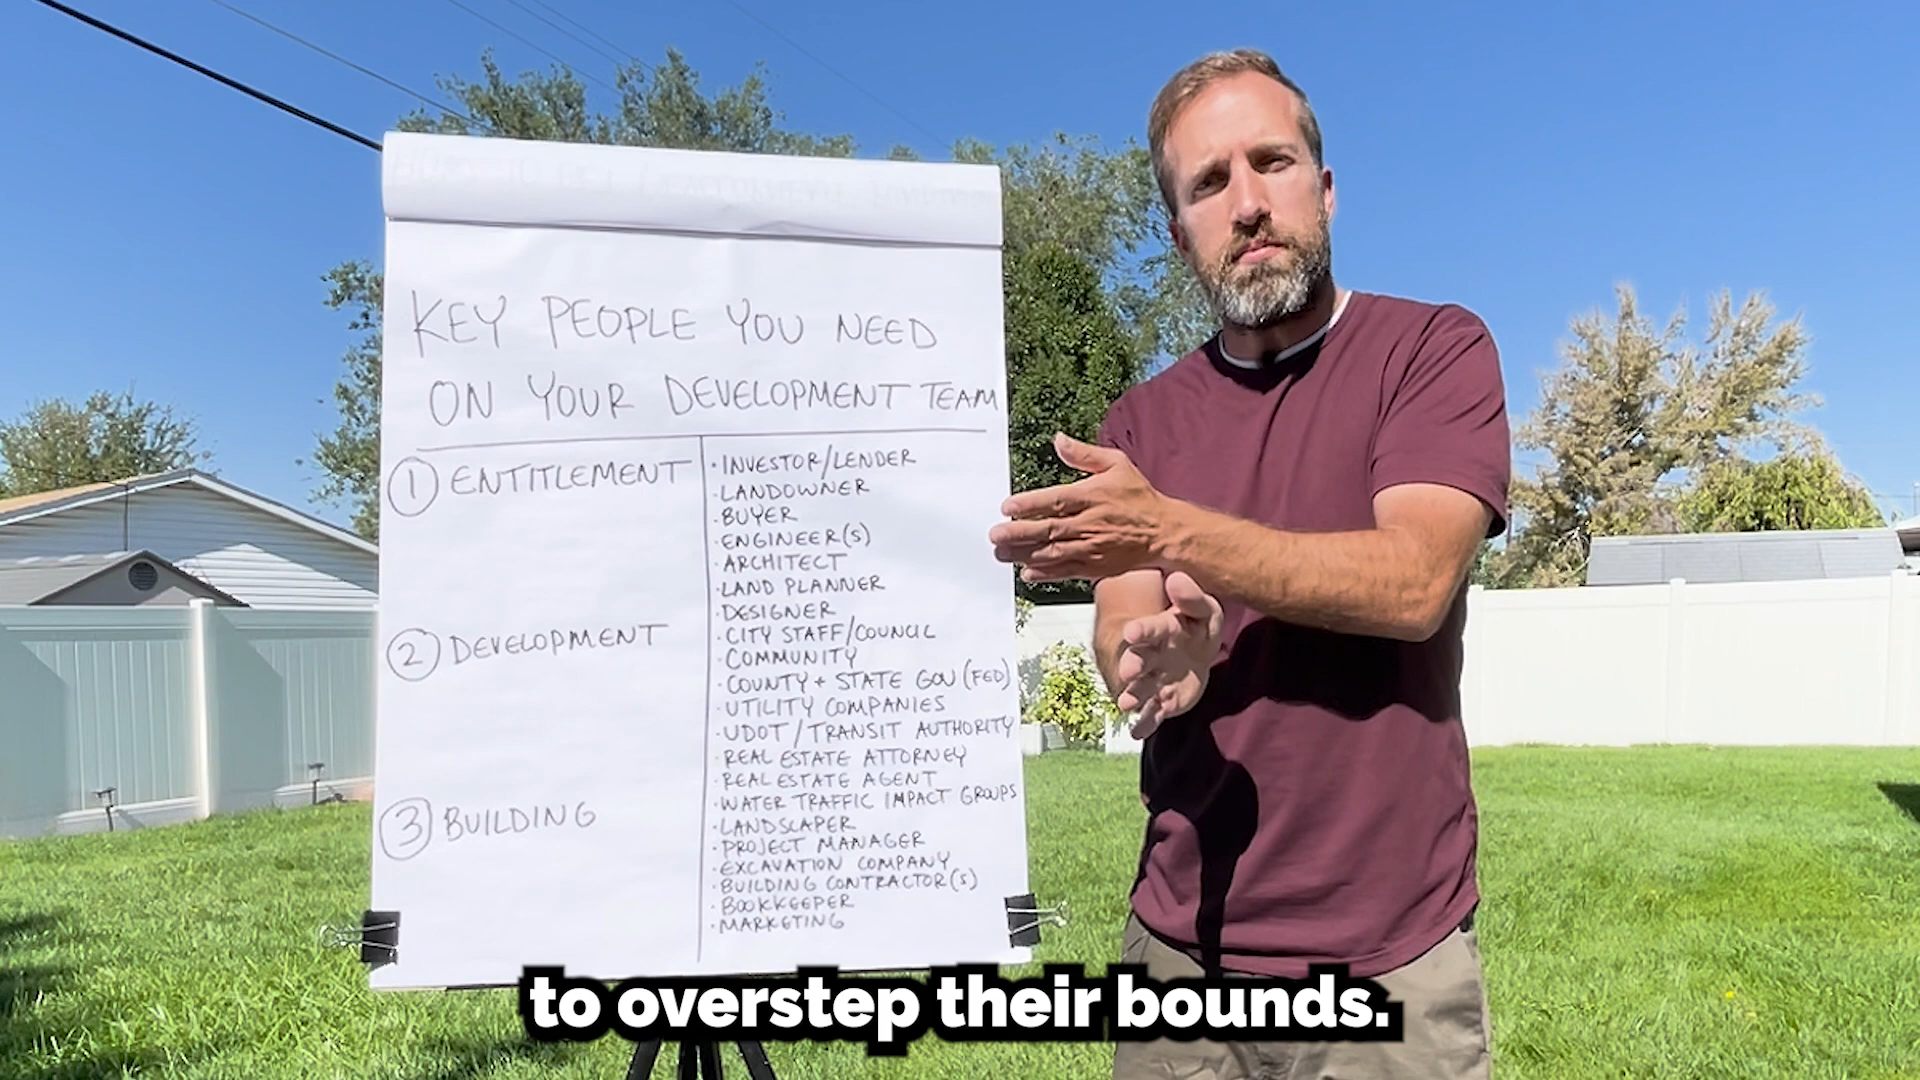 KEY PEOPLE YOU NEED
ON YOUR DEVELOPMENT TEAM
1 ENTITLEMENT
2 DEVELOPMENT
3 BUILDING
· INVESTOR/LENDER
· LANDOWNER
· BUYER
· ENGINEER(S)
· ARCHITECT
· LAND PLANNER
· DESIGNER
· CITY STAFF/COUNCIL
· COMMUNITY
· COUNTY + STATE GOV (FED)
· UTILITY COMPANIES
· UDOT/TRANSIT AUTHORITY
· REAL ESTATE ATTORNEY
· REAL ESTATE AGENT
· WATER TRAFFIC IMPACT GROUPS
· LANDSCAPER
· PROJECT MANAGER
· EXCAVATION COMPANY
· BUILDING CONTRACTOR(S)
· BOOKKEEPER
· MARKETING
to overstep their bounds.